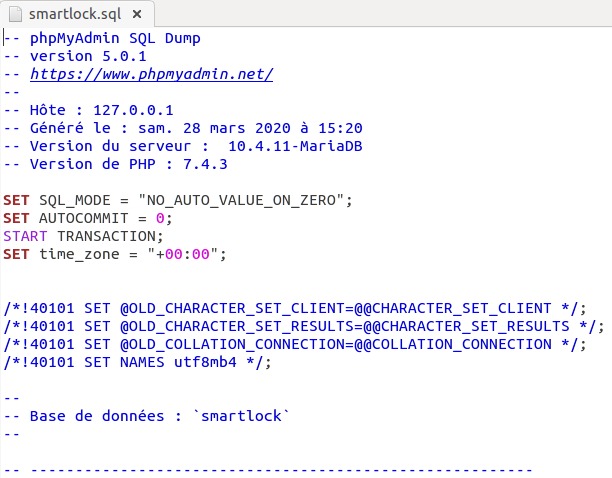 smartlock.sql ×
-- phpMyAdmin SQL Dump
-- version 5.0.1
-- https://www.phpmyadmin.net/
--
-- Hôte : 127.0.0.1
-- Généré le : sam. 28 mars 2020 à 15:20
-- Version du serveur :  10.4.11-MariaDB
-- Version de PHP : 7.4.3
SET SQL_MODE = "NO_AUTO_VALUE_ON_ZERO";
SET AUTOCOMMIT = 0;
START TRANSACTION;
SET time_zone = "+00:00";
/*!40101 SET @OLD_CHARACTER_SET_CLIENT=@@CHARACTER_SET_CLIENT */;
/*!40101 SET @OLD_CHARACTER_SET_RESULTS=@@CHARACTER_SET_RESULTS */;
/*!40101 SET @OLD_COLLATION_CONNECTION=@@COLLATION_CONNECTION */;
/*!40101 SET NAMES utf8mb4 */;
--
-- Base de données : `smartlock`
--
-- --------------------------------------------------------